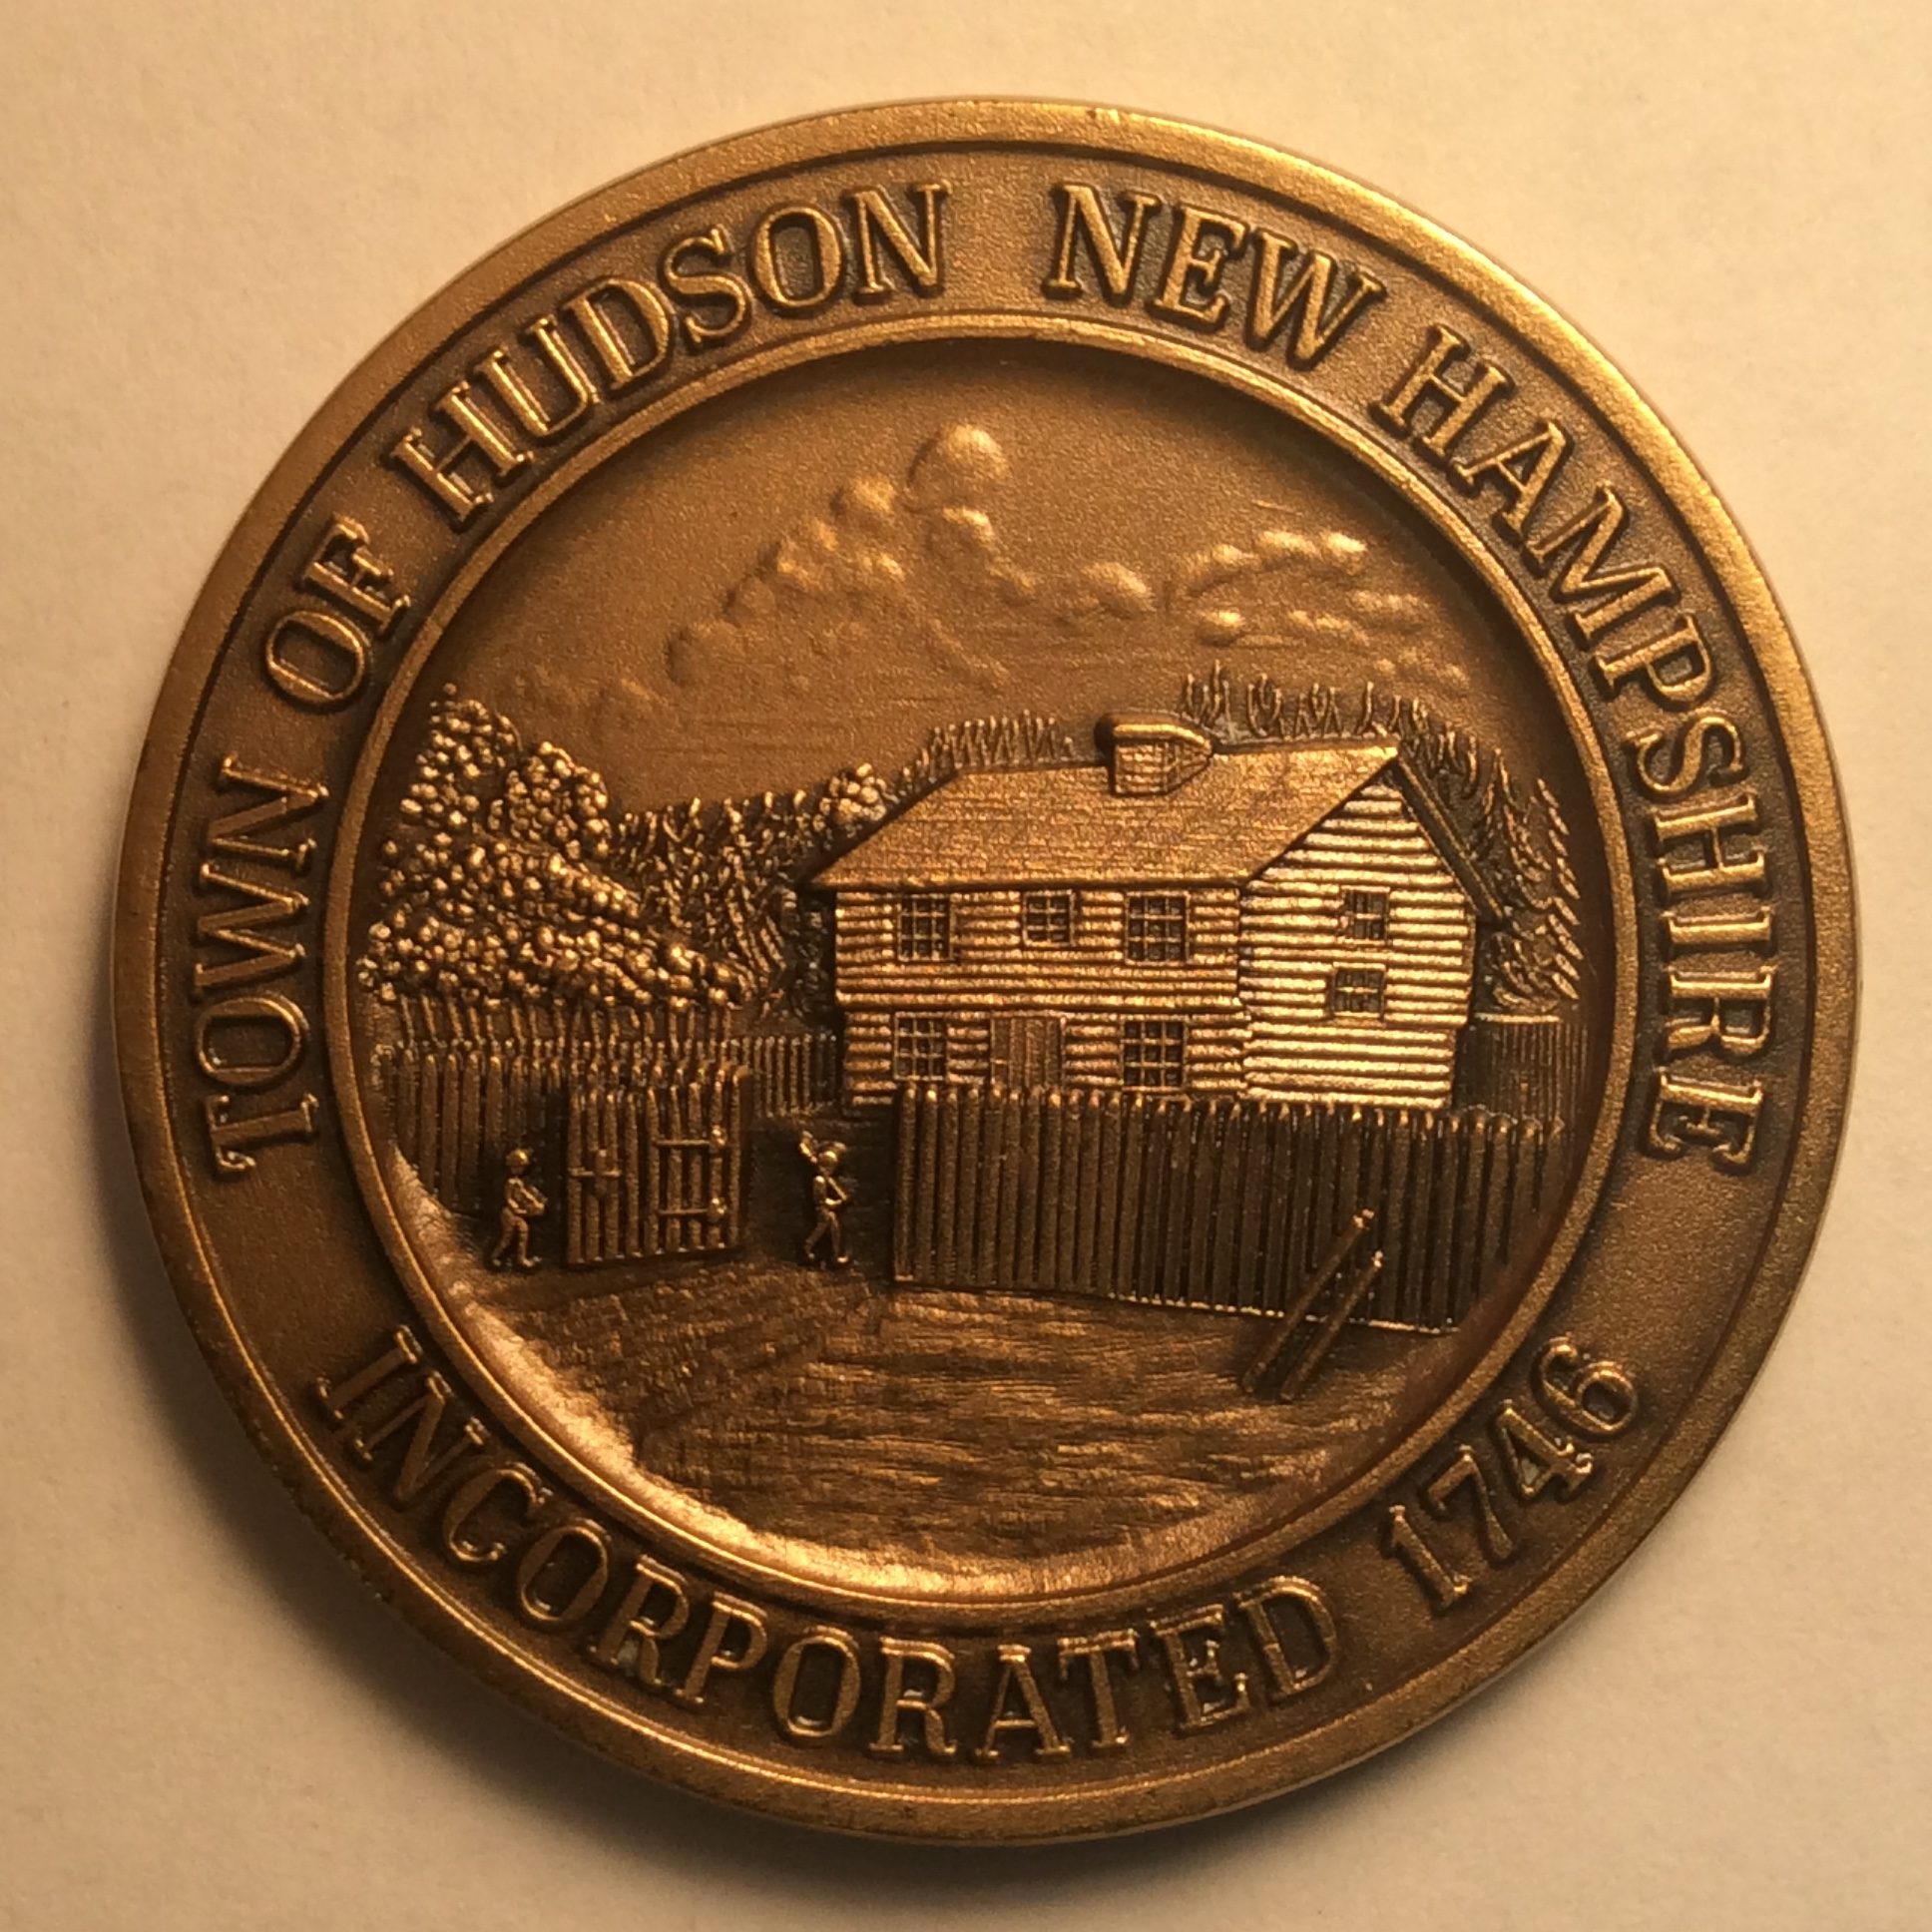 TOWN OF HUDSON NEW HAMPSHIRE
INCORPORATED 1746